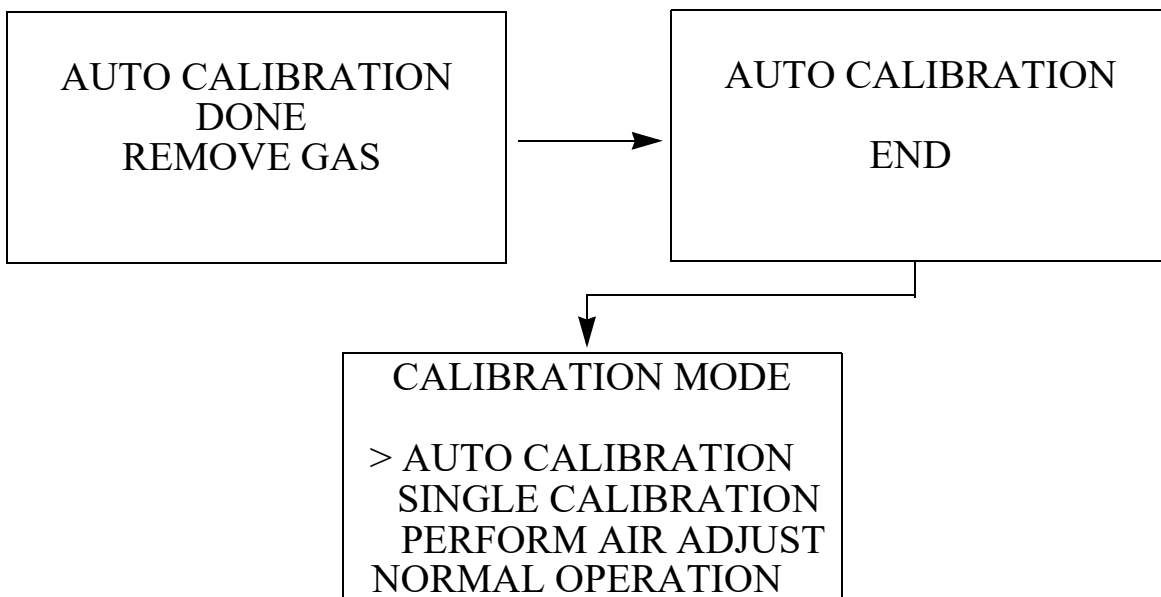 AUTO CALIBRATION
DONE
REMOVE GAS
AUTO CALIBRATION
END
CALIBRATION MODE
> AUTO CALIBRATION
SINGLE CALIBRATION
PERFORM AIR ADJUST
NORMAL OPERATION